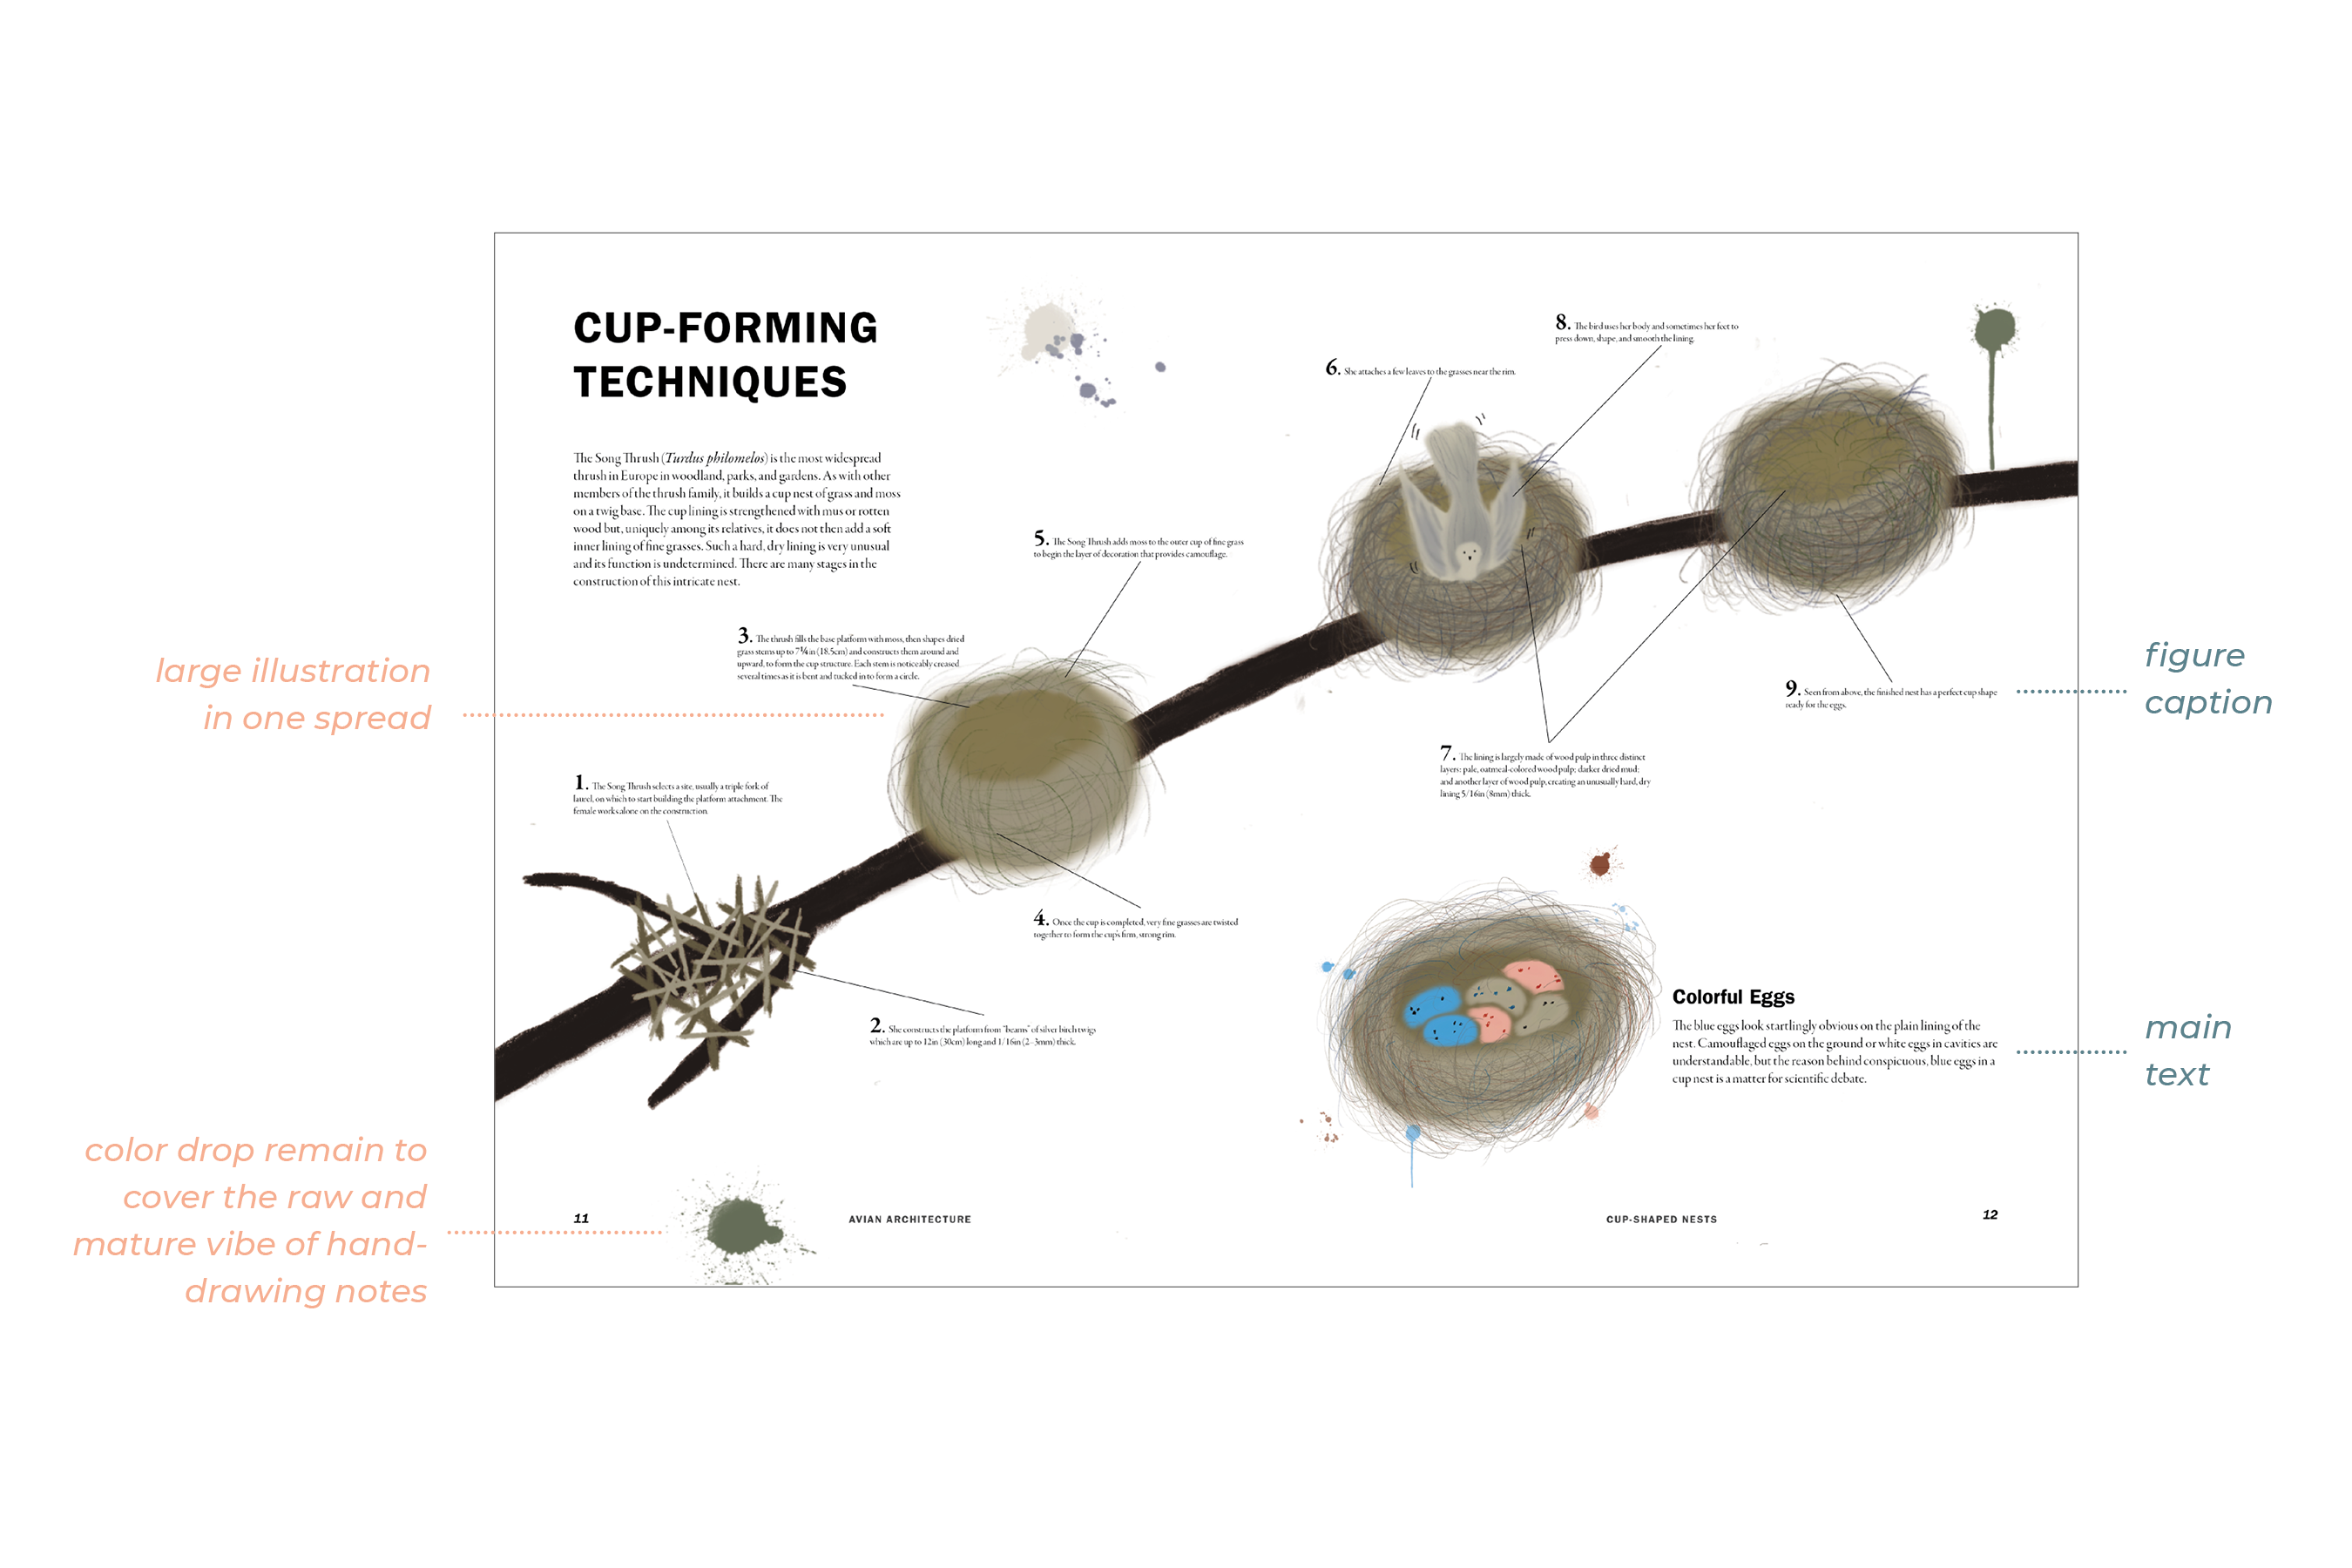 CUP-FORMING
TECHNIQUES
The Song Thrush (Turdus philomelos) is the most widespread
thrush in Europe in woodland, parks, and gardens. As with other
members of the thrush family, it builds a cup nest of grass and moss
on a twig base. The cup lining is strengthened with mus or rotten
wood but, uniquely among its relatives, it does not then add a soft
inner lining of fine grasses. Such a hard, dry lining is very unusual
and its function is undetermined. There are many stages in the
construction of this intricate nest.
1. The Song Thrush selects a site, usually a triple fork of
laurel, on which to start building the platform attachment. The
female works alone on the construction.
2. She constructs the platform from "beams" of silver birch twigs
which are up to 12in (30cm) long and 1/16in (2-3mm) thick.
3. The thrush fills the base platform with moss, then shapes dried
grass stems up to 7¼in (18.5cm) and constructs them around and
upward, to form the cup structure. Each stem is noticeably creased
several times as it is bent and tucked in to form a circle.
4. Once the cup is completed, very fine grasses are twisted
together to form the cup's firm, strong rim.
5. The Song Thrush adds moss to the outer cup of fine grass
to begin the layer of decoration that provides camouflage.
6. She attaches a few leaves to the grasses near the rim.
7. The lining is largely made of wood pulp in three distinct
layers: pale, oatmeal-colored wood pulp; darker dried mud;
and another layer of wood pulp, creating an unusually hard, dry
lining 5/16in (8mm) thick.
8. The bird uses her body and sometimes her feet to
press down, shape, and smooth the lining.
9. Seen from above, the finished nest has a perfect cup shape
ready for the eggs.
Colorful Eggs
The blue eggs look startlingly obvious on the plain lining of the
nest. Camouflaged eggs on the ground or white eggs in cavities are
understandable, but the reason behind conspicuous, blue eggs in a
cup nest is a matter for scientific debate.
11
AVIAN ARCHITECTURE
CUP-SHAPED NESTS
12
large illustration
in one spread
color drop remain to
cover the raw and
mature vibe of hand-
drawing notes
figure
caption
main
text